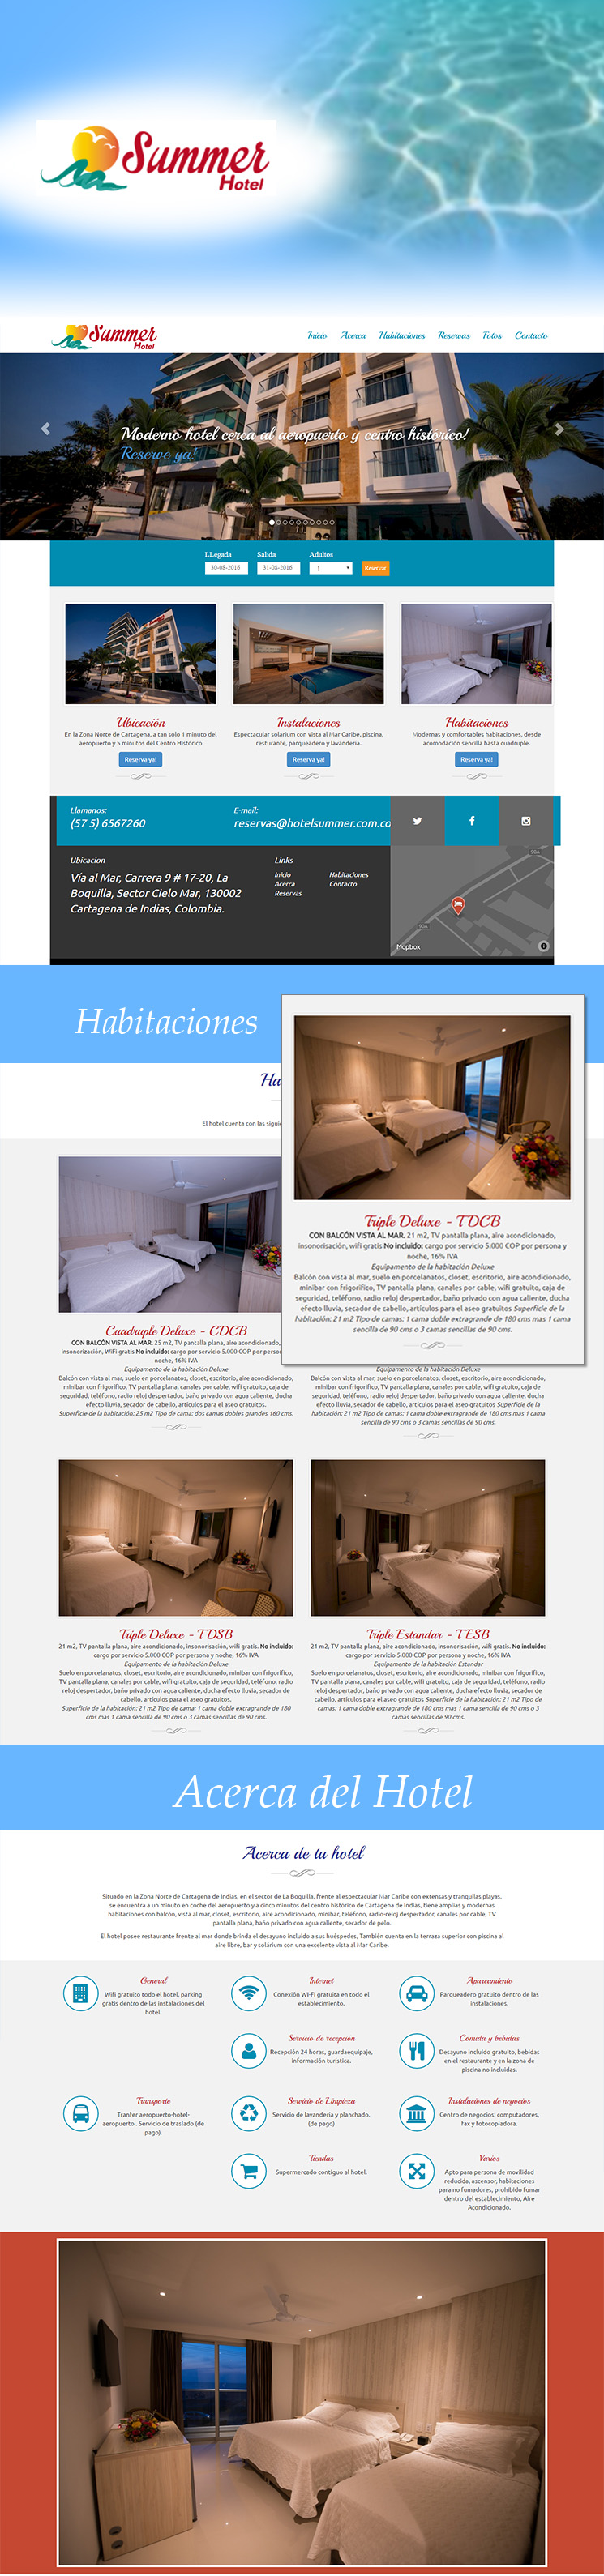 Summer
Hotel
Summer
Hotel
Inicio Acerca Habitaciones Reservas Fotos Contacto
Moderno hotel cerca al aeropuerto y centro histórico!
Reserve ya!
LLegada Salida Adultos
30-08-2016 31-08-2016 1 Reservar
Ubicación
En la Zona Norte de Cartagena, a tan solo 1 minuto del
aeropuerto y 5 minutos del Centro Histórico
Reserva ya!
Instalaciones
Espectacular solarium con vista al Mar Caribe, piscina,
resturante, parqueadero y lavandería.
Reserva ya!
Habitaciones
Modernas y comfortables habitaciones, desde
acomodación sencilla hasta cuadruple.
Reserva ya!
Llamanos:
(57 5) 6567260
E-mail:
reservas@hotelsummer.com.co
Ubicacion
Vía al Mar, Carrera 9 # 17-20, La
Boquilla, Sector Cielo Mar, 130002
Cartagena de Indias, Colombia.
Links
Inicio Habitaciones
Acerca Contacto
Reservas
90A
90A
Mapbox
Habitaciones
Ha
El hotel cuenta con las siguie
Triple Deluxe - TDCB
CON BALCÓN VISTA AL MAR. 21 m2, TV pantalla plana, aire acondicionado,
insonorisación, wifi gratis No incluido: cargo por servicio 5.000 COP por persona y
noche, 16% IVA
Equipamento de la habitación Deluxe
Balcón con vista al mar, suelo en porcelanatos, closet, escritorio, aire acondicionado,
minibar con frigorífico, TV pantalla plana, canales por cable, wifi gratuito, caja de
seguridad, teléfono, radio reloj despertador, baño privado con agua caliente, ducha
efecto lluvia, secador de cabello, artículos para el aseo gratuitos Superficie de la
habitación: 21 m2 Tipo de camas: 1 cama doble extragrande de 180 cms mas 1 cama
sencilla de 90 cms o 3 camas sencillas de 90 cms.
Cuadruple Deluxe - CDCB
CON BALCÓN VISTA AL MAR. 25 m2, TV pantalla plana, aire acondicionado,
insonorización, WiFi gratis No incluido: cargo por servicio 5.000 COP por person
noche, 16% IVA
Equipamento de la habitación Deluxe
Balcón con vista al mar, suelo en porcelanatos, closet, escritorio, aire acondicionado,
minibar con frigorífico, TV pantalla plana, canales por cable, wifi gratuito, caja de
seguridad, teléfono, radio reloj despertador, baño privado con agua caliente, ducha
efecto lluvia, secador de cabello, artículos para el aseo gratuitos.
Superficie de la habitación: 25 m2 Tipo de cama: dos camas dobles grandes 160 cms.
Equipamento de la habitación Deluxe
Balcón con vista al mar, suelo en porcelanatos, closet, escritorio, aire acondicionado,
minibar con frigorífico, TV pantalla plana, canales por cable, wifi gratuito, caja de
seguridad, teléfono, radio reloj despertador, baño privado con agua caliente, ducha
efecto lluvia, secador de cabello, artículos para el aseo gratuitos Superficie de la
habitación: 21 m2 Tipo de camas: 1 cama doble extragrande de 180 cms mas 1 cama
sencilla de 90 cms o 3 camas sencillas de 90 cms.
Triple Deluxe - TDSB
21 m2, TV pantalla plana, aire acondicionado, insonorisación, wifi gratis. No incluido:
cargo por servicio 5.000 COP por persona y noche, 16% IVA
Equipamento de la habitación Deluxe
Suelo en porcelanatos, closet, escritorio, aire acondicionado, minibar con frigorífico,
TV pantalla plana, canales por cable, wifi gratuito, caja de seguridad, teléfono, radio
reloj despertador, baño privado con agua caliente, ducha efecto lluvia, secador de
cabello, artículos para el aseo gratuitos.
Superficie de la habitación: 21 m2 Tipo de cama: 1 cama doble extragrande de 180
cms mas 1 cama sencilla de 90 cms o 3 camas sencillas de 90 cms.
Triple Estandar - TESB
21 m2, TV pantalla plana, aire acondicionado, insonorisación, wifi gratis. No incluido:
cargo por servicio 5.000 COP por persona y noche, 16% IVA
Equipamento de la habitación Estandar
Suelo en porcelanatos, closet, escritorio, aire acondicionado, minibar con frigorífico,
TV pantalla plana, canales por cable, wifi gratuito, caja de seguridad, teléfono, radio
reloj despertador, baño privado con agua caliente, ducha efecto lluvia, secador de
cabello, artículos para el aseo gratuitos Superficie de la habitación: 21 m2 Tipo de
camas: 1 cama doble extragrande de 180 cms mas 1 cama sencilla de 90 cms o 3
camas sencillas de 90 cms.
Acerca del Hotel
Acerca de tu hotel
Situado en la Zona Norte de Cartagena de Indias, en el sector de La Boquilla, frente al espectacular Mar Caribe con extensas y tranquilas playas,
se encuentra a un minuto en coche del aeropuerto y a cinco minutos del centro histórico de Cartagena de Indias, tiene amplias y modernas
habitaciones con balcón, vista al mar, closet, escritorio, aire acondicionado, minibar, teléfono, radio-reloj despertador, canales por cable, TV
pantalla plana, baño privado con agua caliente, secador de pelo.
El hotel posee restaurante frente al mar donde brinda el desayuno incluido a sus huéspedes, También cuenta en la terraza superior con piscina al
aire libre, bar y solárium con una excelente vista al Mar Caribe.
General
Wifi gratuito todo el hotel, parking
gratis dentro de las instalaciones del
hotel.
Internet
Conexión WI-FI gratuita en todo el
establecimiento.
Aparcamiento
Parqueadero gratuito dentro de las
instalaciones.
Servicio de recepción
Recepción 24 horas, guardaequipaje,
información turística.
Comida y bebidas
Desayuno incluido gratuito, bebidas
en el restaurante y en la zona de
piscina no incluidas.
Transporte
Tranfer aeropuerto-hotel-
aeropuerto . Servicio de traslado (de
pago).
Servicio de Limpieza
Servicio de lavandería y planchado.
(de pago)
Instalaciones de negocios
Centro de negocios: computadores,
fax y fotocopiadora.
Tiendas
Supermercado contiguo al hotel.
Varios
Apto para persona de movilidad
reducida, ascensor, habitaciones
para no fumadores, prohibido fumar
dentro del establecimiento, Aire
Acondicionado.